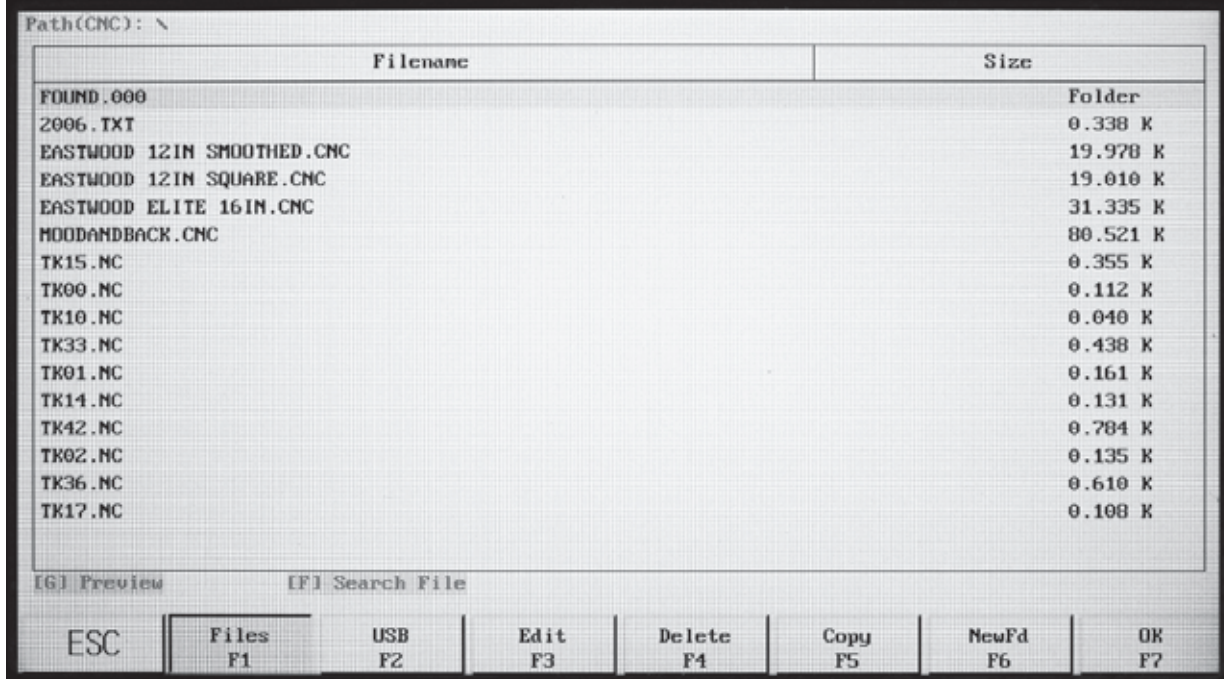 Path(CNC): \
Filename Size
FOUND.000 Folder
2006.TXT 0.338 K
EASTWOOD 12IN SMOOTHED.CNC 19.978 K
EASTWOOD 12IN SQUARE.CNC 19.010 K
EASTWOOD ELITE 16IN.CNC 31.335 K
MOODANDBACK.CNC 80.521 K
TK15.NC 0.355 K
TK00.NC 0.112 K
TK10.NC 0.040 K
TK33.NC 0.438 K
TK01.NC 0.161 K
TK14.NC 0.131 K
TK42.NC 0.784 K
TK02.NC 0.135 K
TK36.NC 0.610 K
TK17.NC 0.108 K
[G] Preview [F] Search File
ESC Files USB Edit Delete Copy NewFd OK
F1 F2 F3 F4 F5 F6 F7